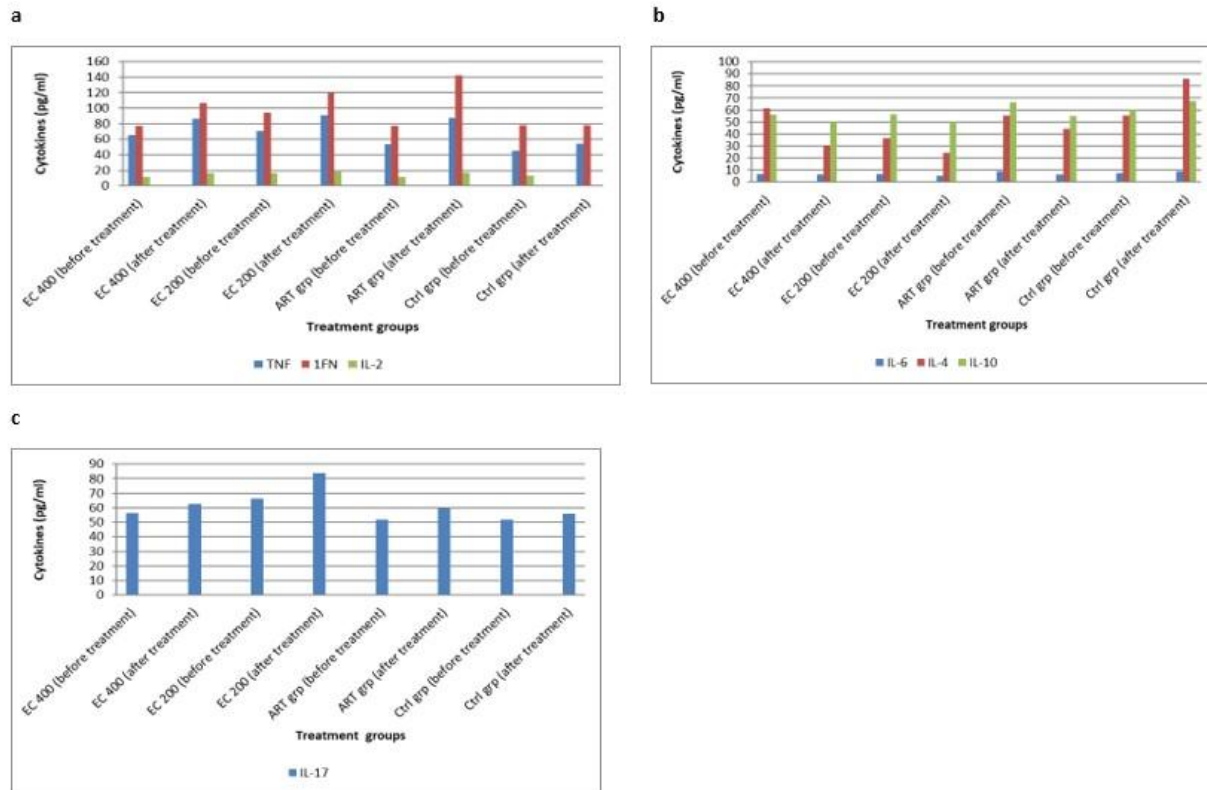 a
160
140
120
100
80
60
40
20
0
Cytokines (pg/ml)
EC 400 (before treatment)
EC 400 (after treatment)
EC 200 (before treatment)
EC 200 (after treatment)
ART grp (before treatment)
ART grp (after treatment)
Ctrl grp (before treatment)
Ctrl grp (after treatment)
Treatment groups
TNF 1FN IL-2
b
100
90
80
70
60
50
40
30
20
10
0
Cytokines (pg/ml)
EC 400 (before treatment)
EC 400 (after treatment)
EC 200 (before treatment)
EC 200 (after treatment)
ART grp (before treatment)
ART grp (after treatment)
Ctrl grp (before treatment)
Ctrl grp (after treatment)
Treatment groups
IL-6 IL-4 IL-10
c
90
80
70
60
50
40
30
20
10
0
Cytokines (pg/ml)
EC 400 (before treatment)
EC 400 (after treatment)
EC 200 (before treatment)
EC 200 (after treatment)
ART grp (before treatment)
ART grp (after treatment)
Ctrl grp (before treatment)
Ctrl grp (after treatment)
Treatment groups
IL-17